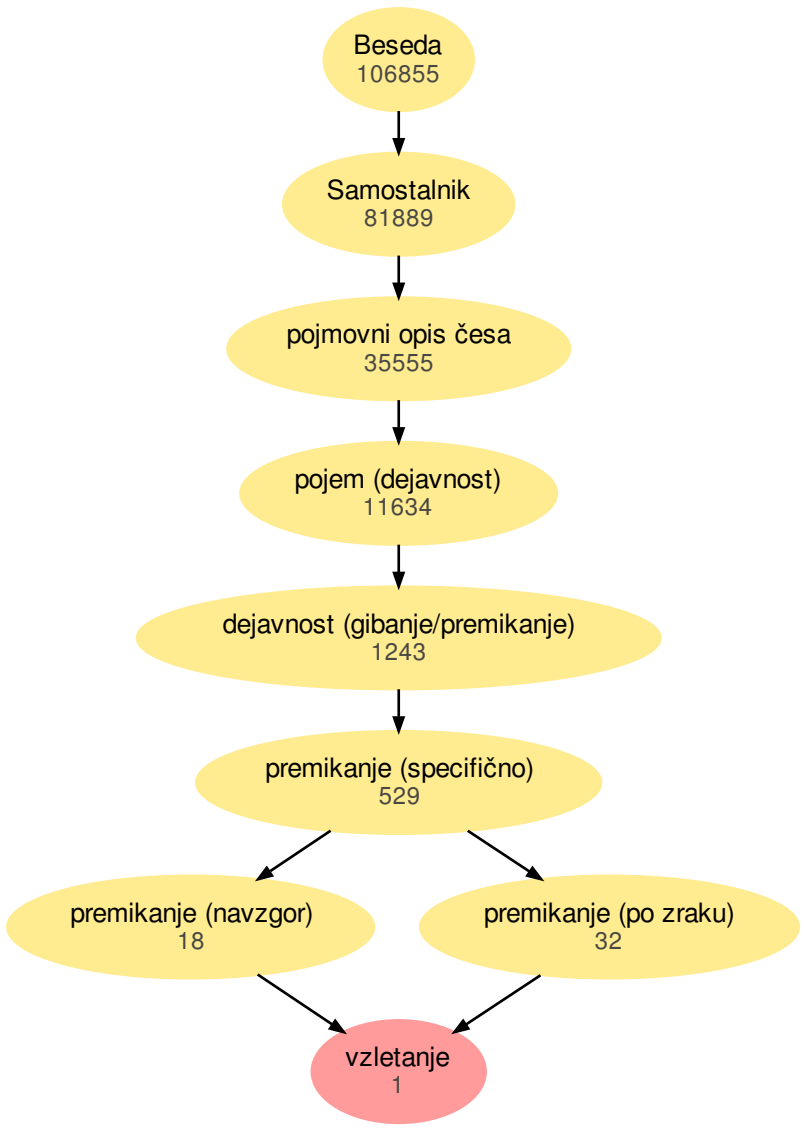 Beseda
106855
Samostalnik
81889
pojmovni opis česa
35555
pojem (dejavnost)
11634
dejavnost (gibanje/premikanje)
1243
premikanje (specifično)
529
premikanje (navzgor)
18
premikanje (po zraku)
32
vzletanje
1